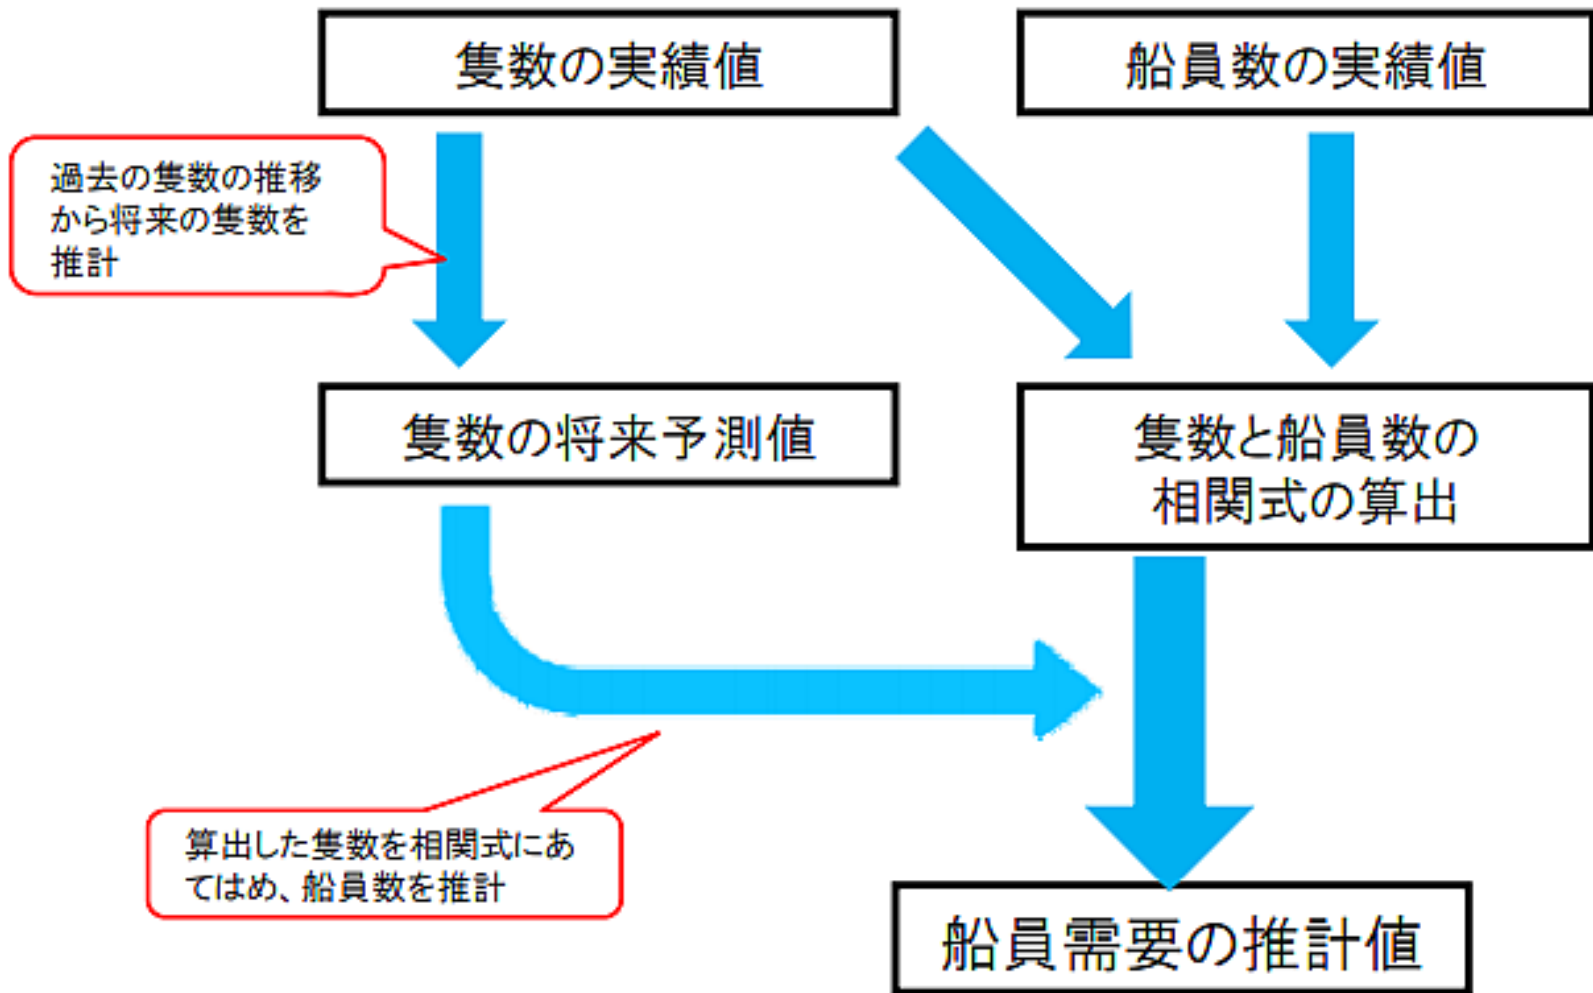 隻数の実績値
船員数の実績値
過去の隻数の推移
から将来の隻数を
推計
隻数の将来予測値
隻数と船員数の
相関式の算出
算出した隻数を相関式にあ
てはめ、船員数を推計
船員需要の推計値